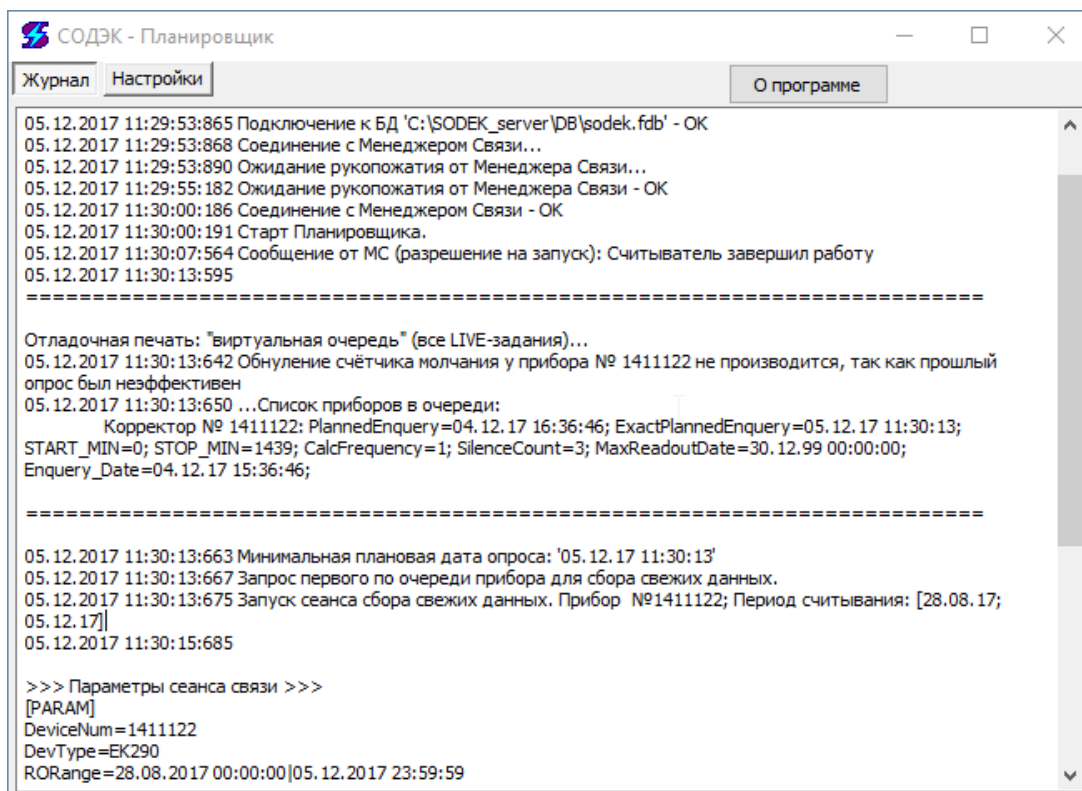 СОДЭК - Планировщик
Журнал
Настройки
О программе
05.12.2017 11:29:53:865 Подключение к БД 'C:\SODEK_server\DB\sodek.fdb' - ОК
05.12.2017 11:29:53:868 Соединение с Менеджером Связи...
05.12.2017 11:29:53:890 Ожидание рукопожатия от Менеджера Связи...
05.12.2017 11:29:55:182 Ожидание рукопожатия от Менеджера Связи - ОК
05.12.2017 11:30:00:186 Соединение с Менеджером Связи - ОК
05.12.2017 11:30:00:191 Старт Планировщика.
05.12.2017 11:30:07:564 Сообщение от МС (разрешение на запуск): Считыватель завершил работу
05.12.2017 11:30:13:595
========================================================================
Отладочная печать: "виртуальная очередь" (все LIVE-задания)...
05.12.2017 11:30:13:642 Обнуление счётчика молчания у прибора № 1411122 не производится, так как прошлый
опрос был неэффективен
05.12.2017 11:30:13:650 ...Список приборов в очереди:
Корректор № 1411122: PlannedEnquery=04.12.17 16:36:46; ExactPlannedEnquery=05.12.17 11:30:13;
START_MIN=0; STOP_MIN=1439; CalcFrequency=1; SilenceCount=3; MaxReadoutDate=30.12.99 00:00:00;
Enquery_Date=04.12.17 15:36:46;
========================================================================
05.12.2017 11:30:13:663 Минимальная плановая дата опроса: '05.12.17 11:30:13'
05.12.2017 11:30:13:667 Запрос первого по очереди прибора для сбора свежих данных.
05.12.2017 11:30:13:675 Запуск сеанса сбора свежих данных. Прибор №1411122; Период считывания: [28.08.17;
05.12.17]
05.12.2017 11:30:15:685
>>> Параметры сеанса связи >>>
[PARAM]
DeviceNum=1411122
DevType=EK290
RORange=28.08.2017 00:00:00|05.12.2017 23:59:59